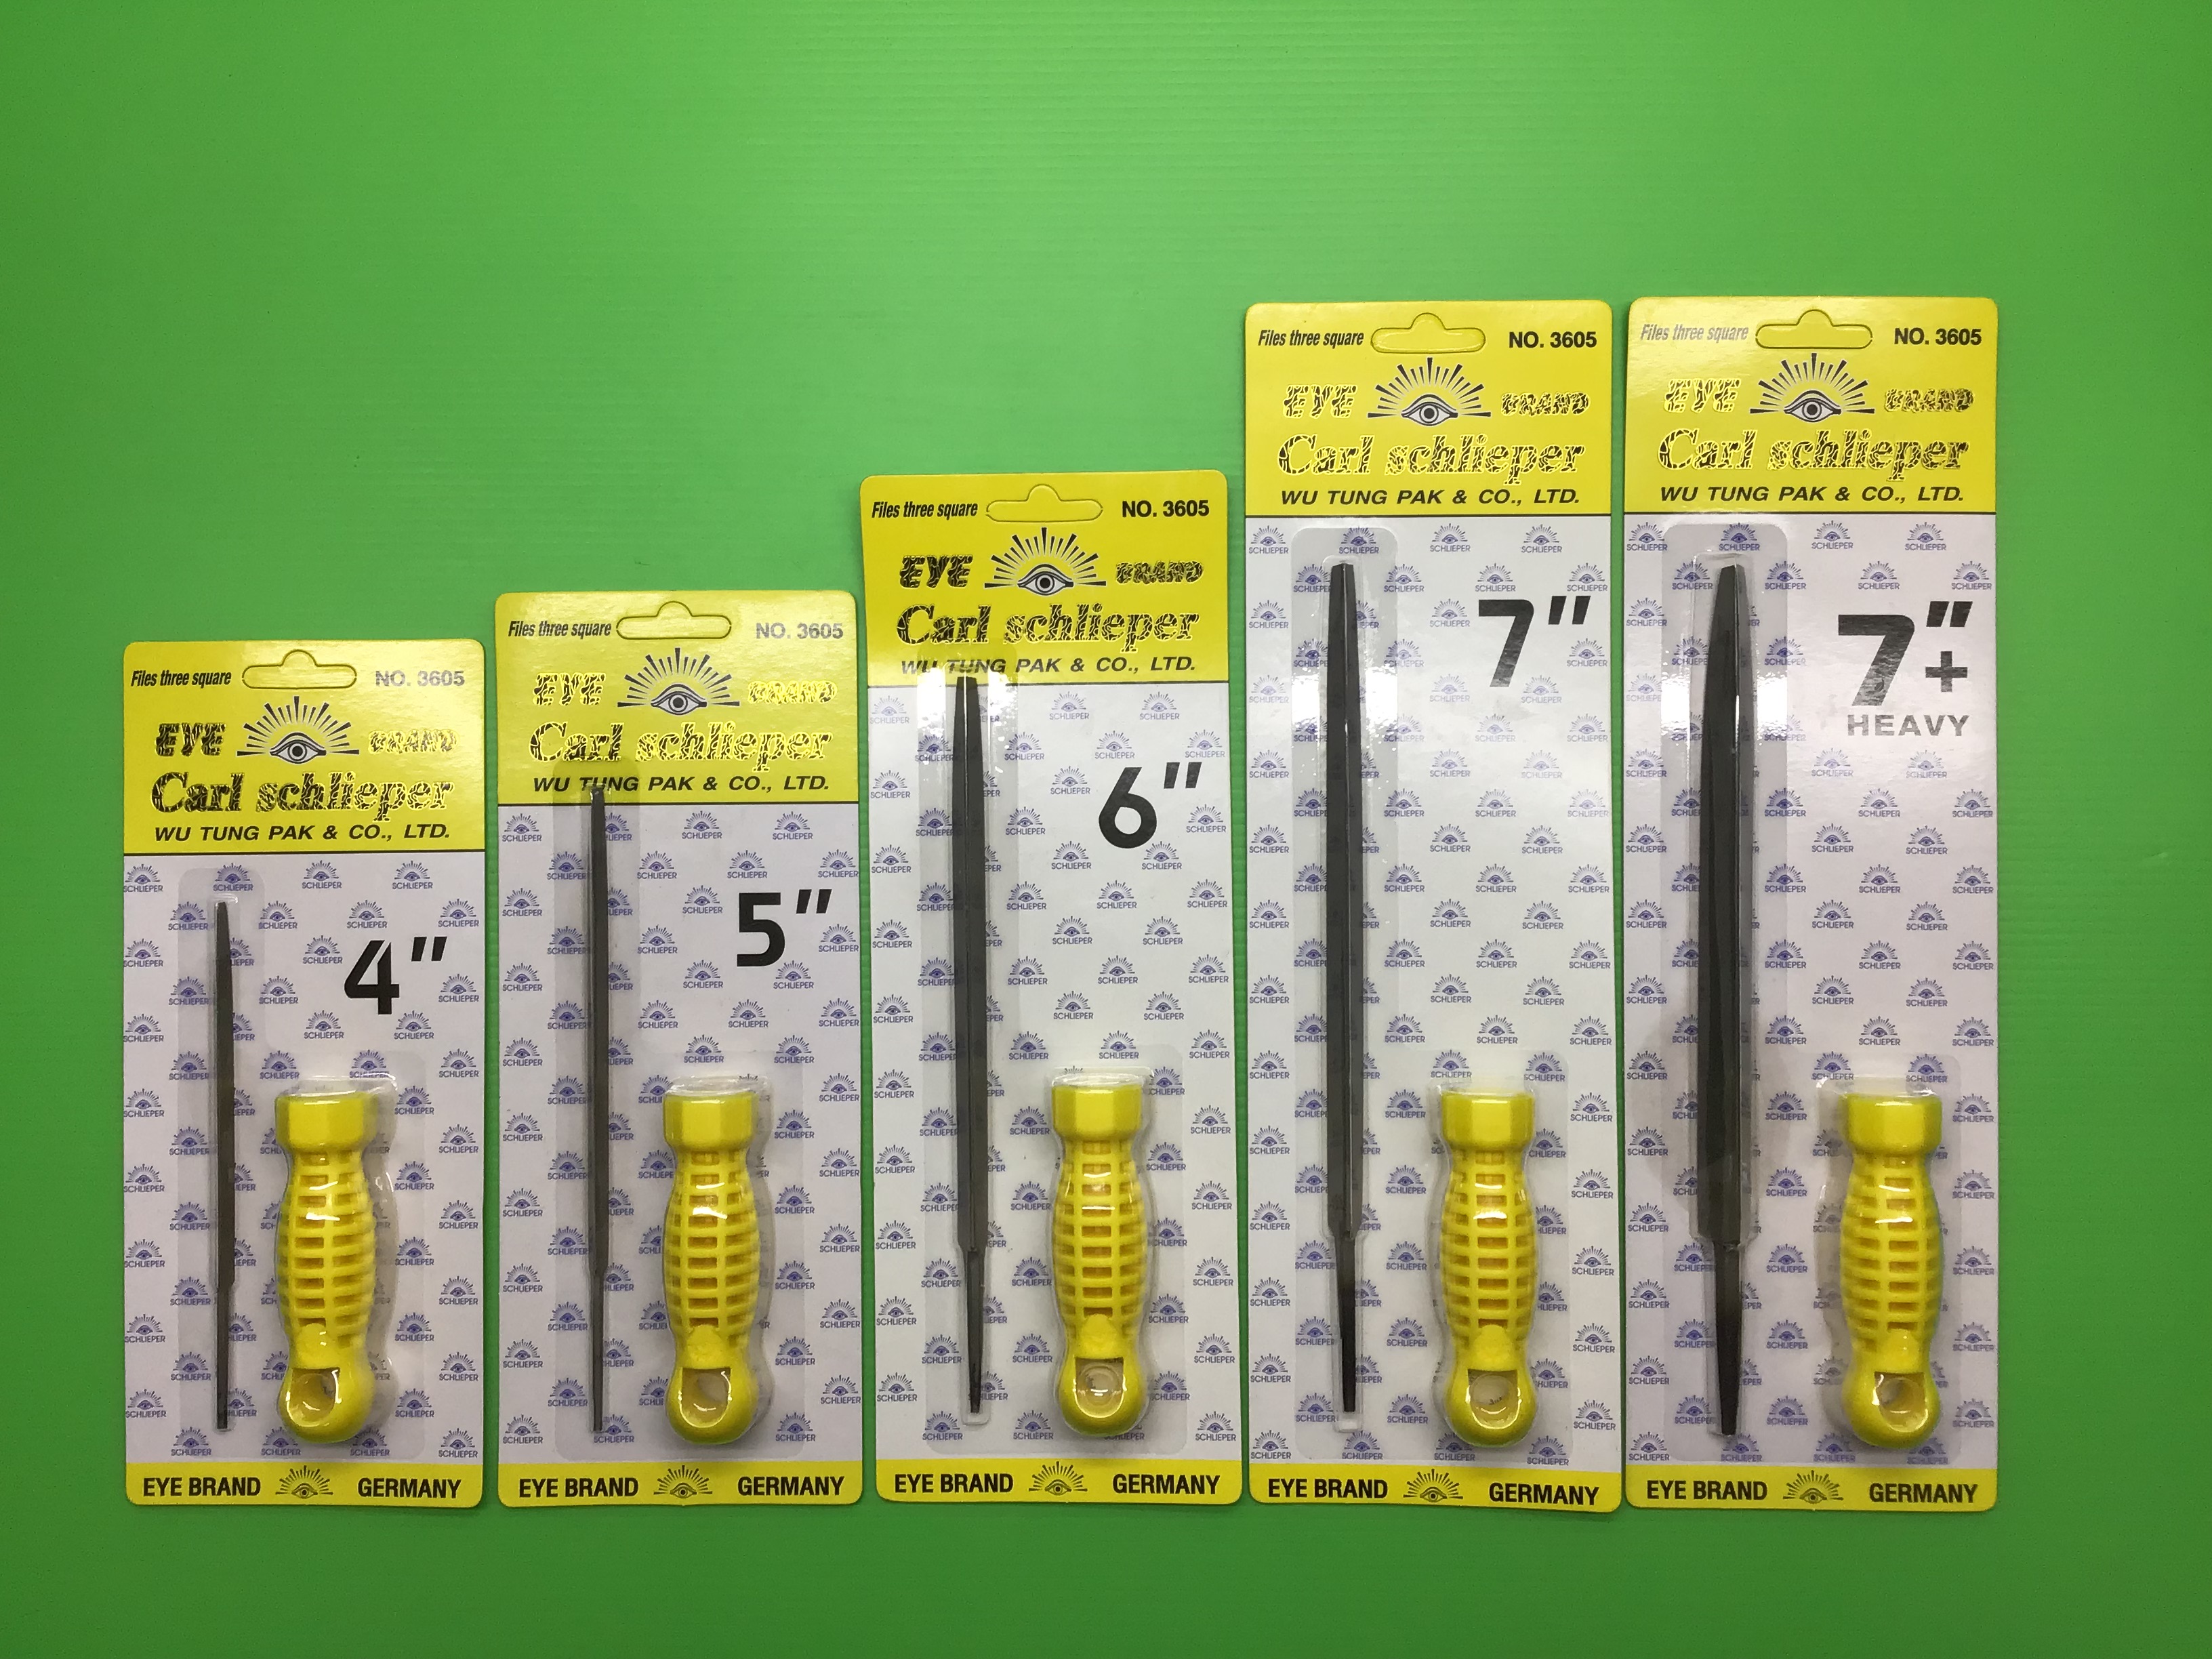 Files three square NO. 3605
EYE BRAND
Carl schlieper
WU TUNG PAK & CO., LTD.
4"
EYE BRAND GERMANY
Files three square NO. 3605
EYE BRAND
Carl schlieper
WU TUNG PAK & CO., LTD.
5"
EYE BRAND GERMANY
Files three square NO. 3605
EYE BRAND
Carl schlieper
WU TUNG PAK & CO., LTD.
6"
EYE BRAND GERMANY
Files three square NO. 3605
EYE BRAND
Carl schlieper
WU TUNG PAK & CO., LTD.
7"
EYE BRAND GERMANY
Files three square NO. 3605
EYE BRAND
Carl schlieper
WU TUNG PAK & CO., LTD.
7"+
HEAVY
EYE BRAND GERMANY
SCHLIEPER